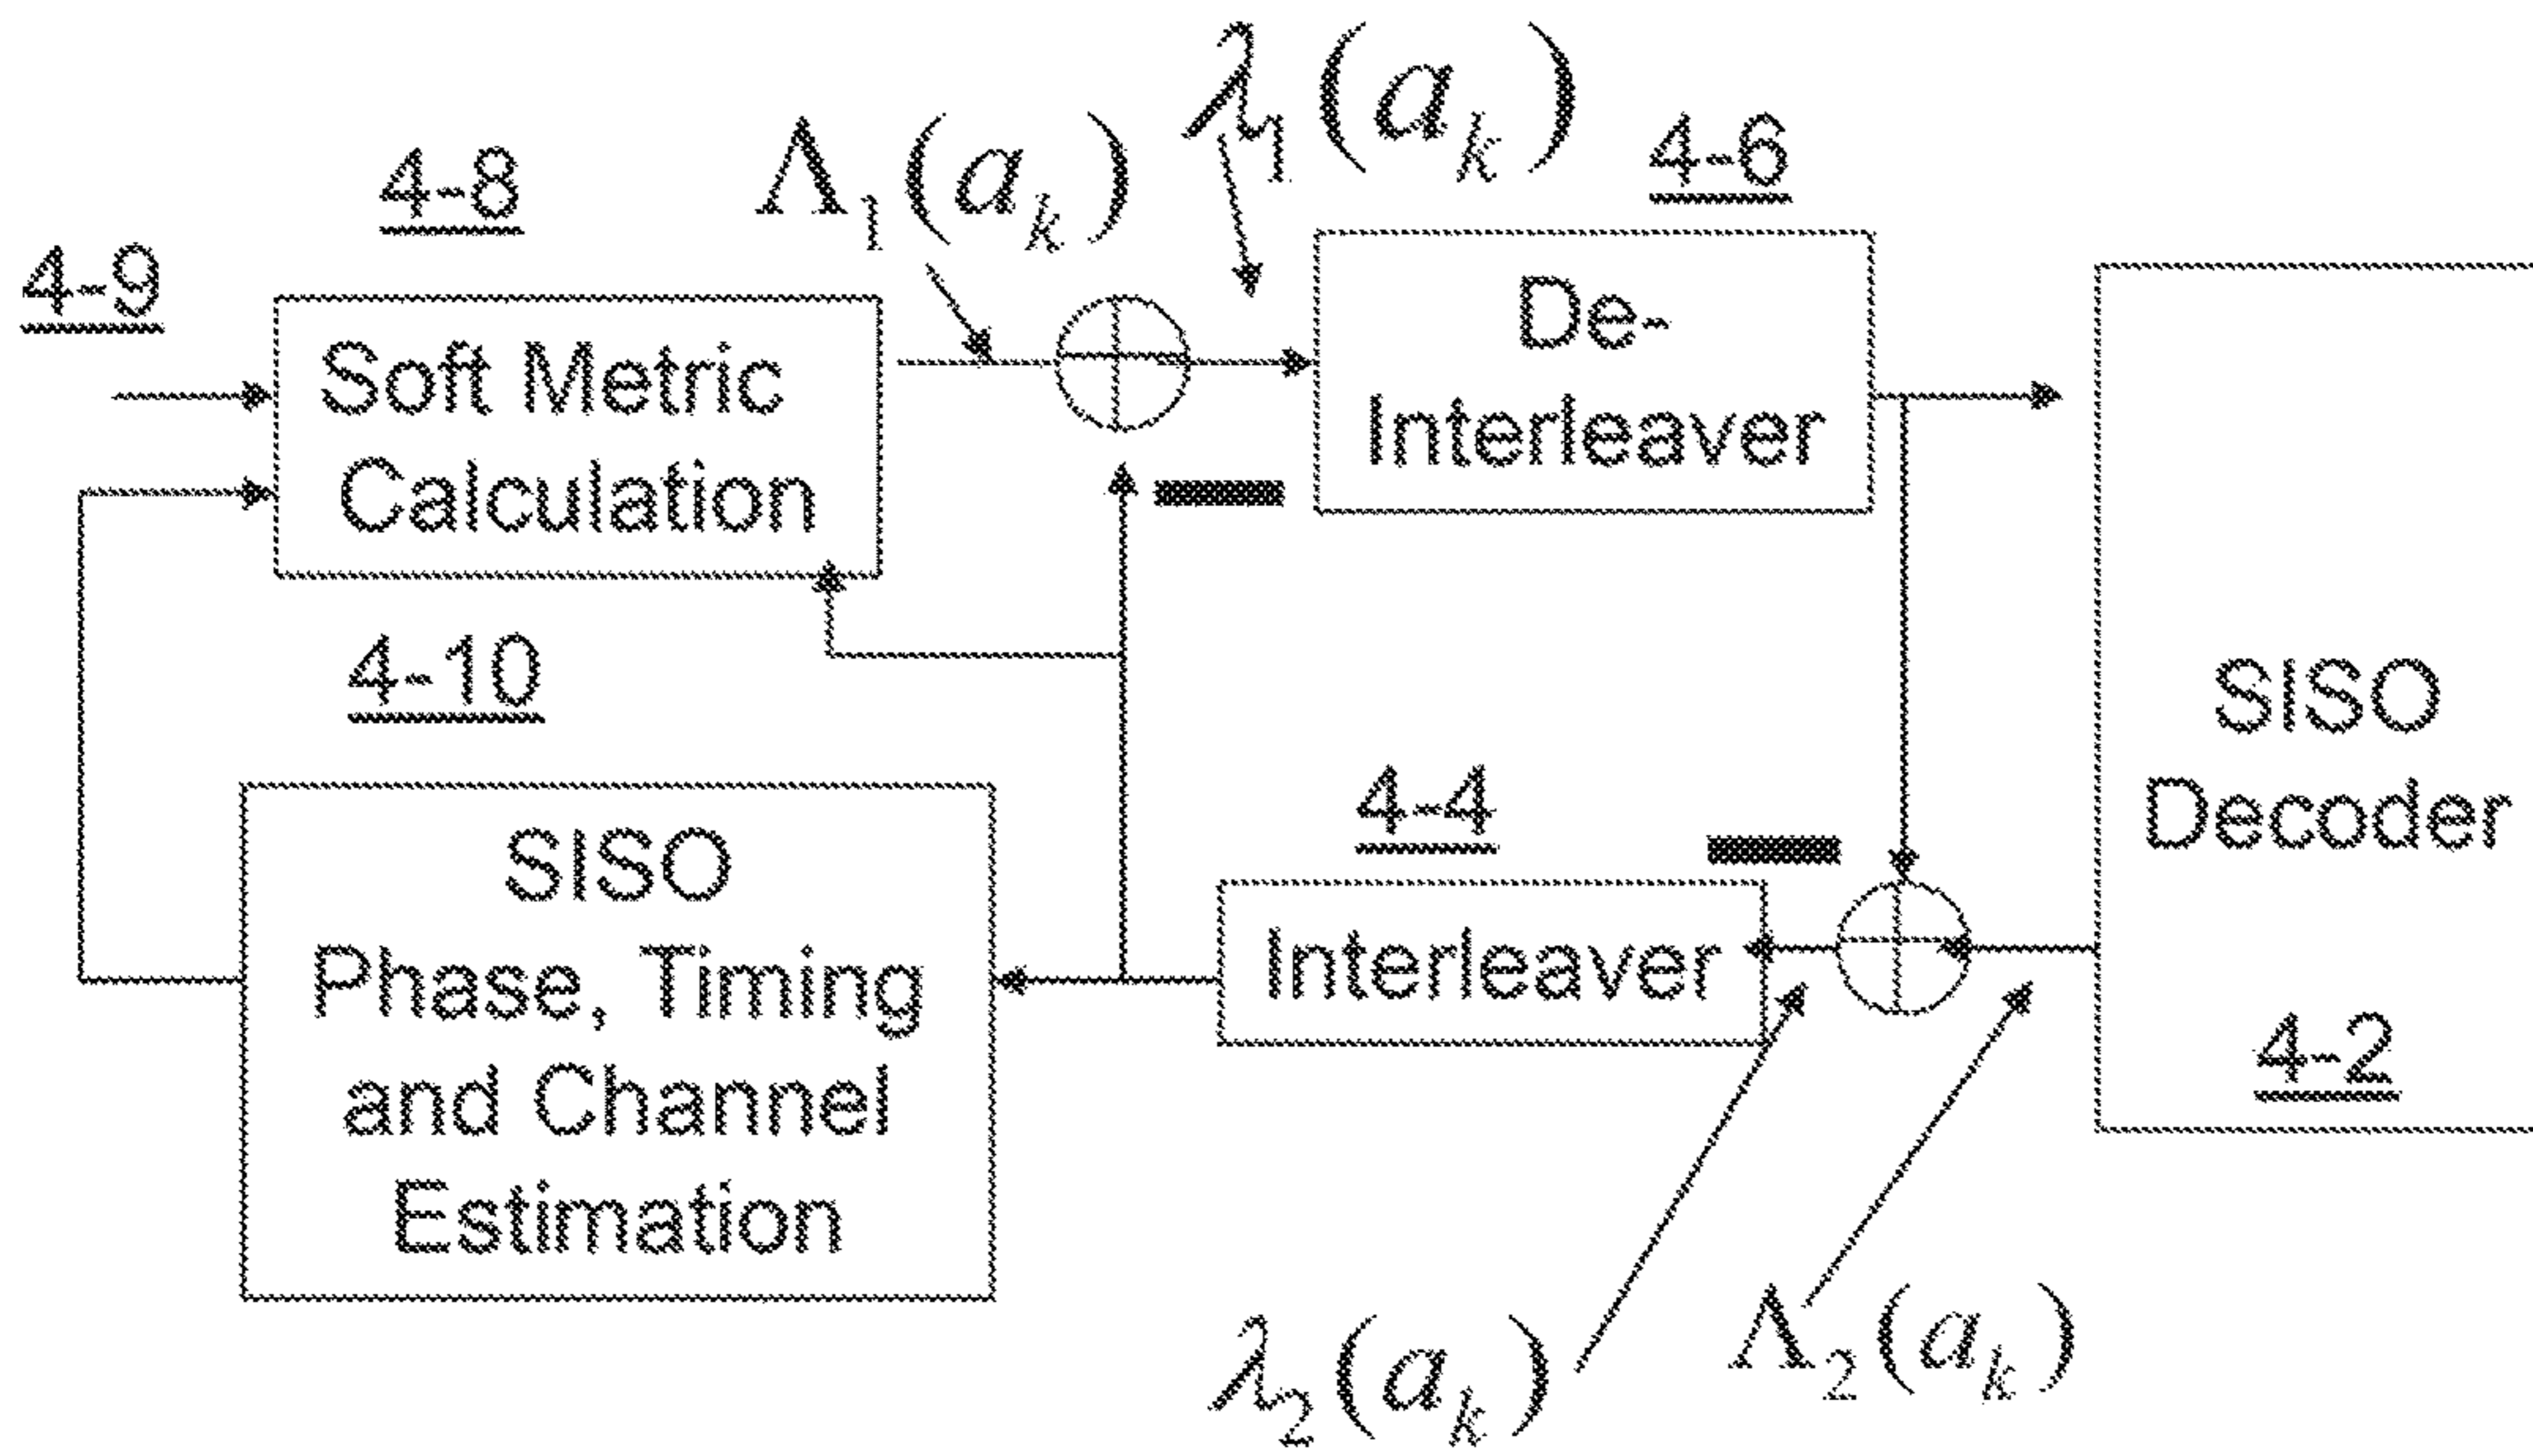 λ₁(aₖ)
4-6
4-8
Λ₁(aₖ)
4-9
Soft Metric
Calculation
De-
Interleaver
4-10
SISO
Decoder
4-4
Interleaver
SISO
Phase, Timing
and Channel
Estimation
4-2
λ₂(aₖ)
Λ₂(aₖ)